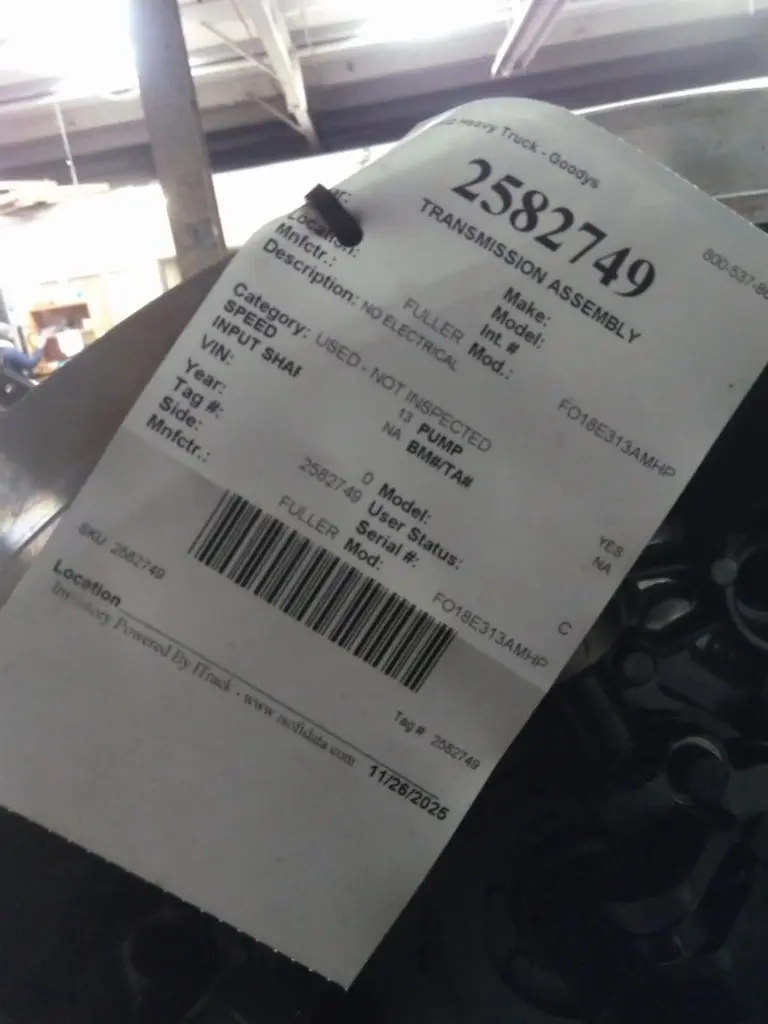 Heavy Truck - Goodys
800-537-8
2582749
TRANSMISSION ASSEMBLY
Location:
Make:
Mnfctr.: FULLER Model:
Int. #
Mod.: FO18E313AMHP
Description: NO ELECTRICAL
Category: USED - NOT INSPECTED
SPEED 13 PUMP YES
INPUT SHAF NA BM#/TA# NA
VIN:
Year: 0 Model:
Tag #: 2582749 User Status: C
Side: Serial #:
Mnfctr.: FULLER Mod: FO18E313AMHP
SKU 2582749
Tag# 2582749
Location
Inventory Powered By ITrack - www.isoftdata.com 11/26/2025